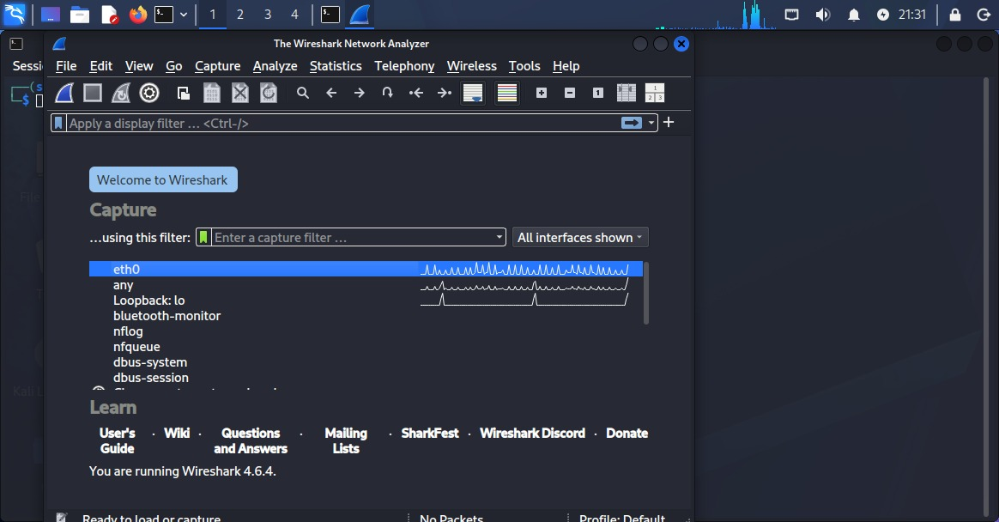 1 2 3 4
21:31
The Wireshark Network Analyzer
Sessi
File Edit View Go Capture Analyze Statistics Telephony Wireless Tools Help
Apply a display filter ... <Ctrl-/>
Welcome to Wireshark
Capture
...using this filter: Enter a capture filter ... All interfaces shown
eth0
any
Loopback: lo
bluetooth-monitor
nflog
nfqueue
dbus-system
dbus-session
Learn
User's Guide · Wiki · Questions and Answers · Mailing Lists · SharkFest · Wireshark Discord · Donate
You are running Wireshark 4.6.4.
Ready to load or capture No Packets Profile: Default